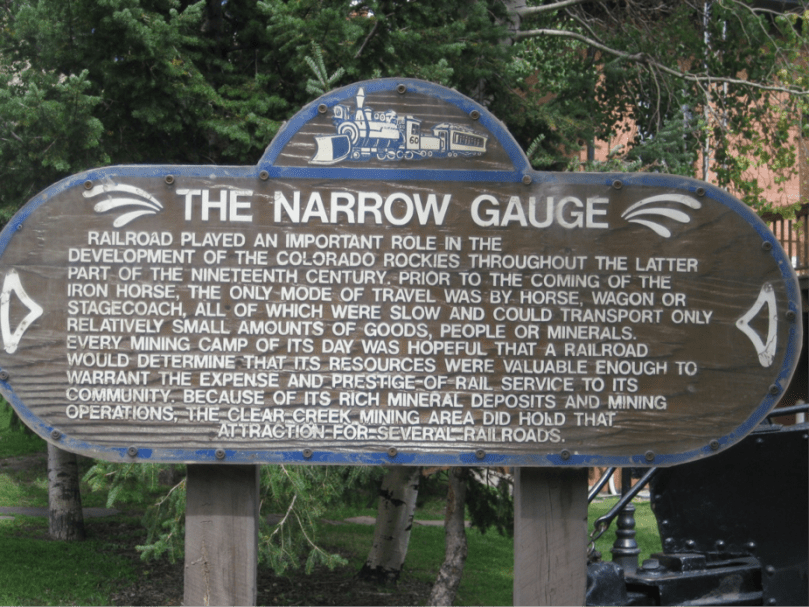 60
THE NARROW GAUGE
RAILROAD PLAYED AN IMPORTANT ROLE IN THE
DEVELOPMENT OF THE COLORADO ROCKIES THROUGHOUT THE LATTER
PART OF THE NINETEENTH CENTURY. PRIOR TO THE COMING OF THE
IRON HORSE, THE ONLY MODE OF TRAVEL WAS BY HORSE, WAGON OR
STAGECOACH, ALL OF WHICH WERE SLOW AND COULD TRANSPORT ONLY
RELATIVELY SMALL AMOUNTS OF GOODS, PEOPLE OR MINERALS.
EVERY MINING CAMP OF ITS DAY WAS HOPEFUL THAT A RAILROAD
WOULD DETERMINE THAT ITS RESOURCES WERE VALUABLE ENOUGH TO
WARRANT THE EXPENSE AND PRESTIGE OF RAIL SERVICE TO ITS
COMMUNITY. BECAUSE OF ITS RICH MINERAL DEPOSITS AND MINING
OPERATIONS, THE CLEAR CREEK MINING AREA DID HOLD THAT
ATTRACTION FOR SEVERAL RAILROADS.